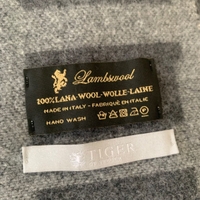 Lambswool
100% LANA-WOOL-WOLLE-LAINE
MADE IN ITALY - FABRIQUÉ EN ITALIE
HAND WASH
TIGER